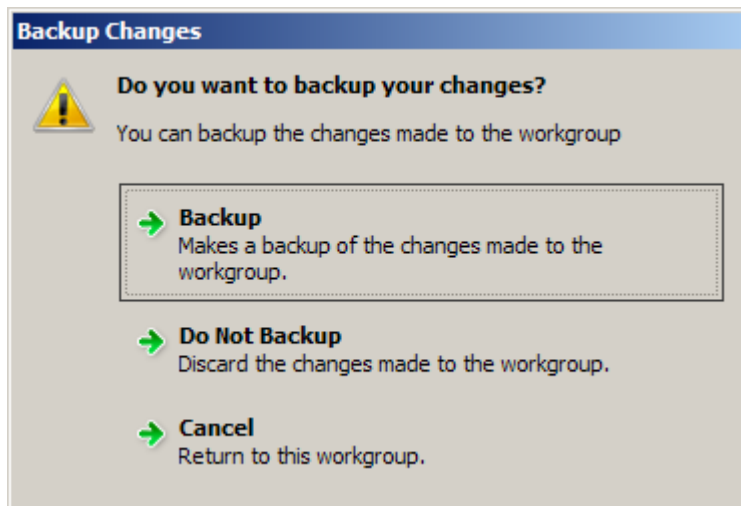 Backup Changes
Do you want to backup your changes?
You can backup the changes made to the workgroup
Backup
Makes a backup of the changes made to the
workgroup.
Do Not Backup
Discard the changes made to the workgroup.
Cancel
Return to this workgroup.